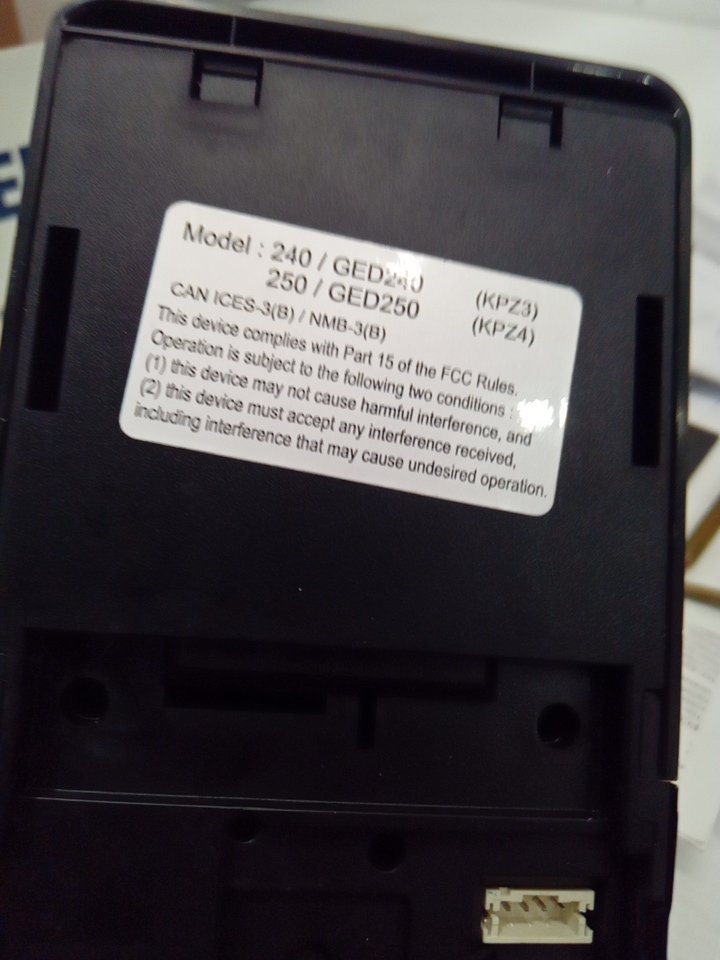 Model : 240 / GED240 (KPZ3)
250 / GED250 (KPZ4)
CAN ICES-3(B) / NMB-3(B)
This device complies with Part 15 of the FCC Rules.
Operation is subject to the following two conditions :
(1) this device may not cause harmful interference, and
(2) this device must accept any interference received,
including interference that may cause undesired operation.